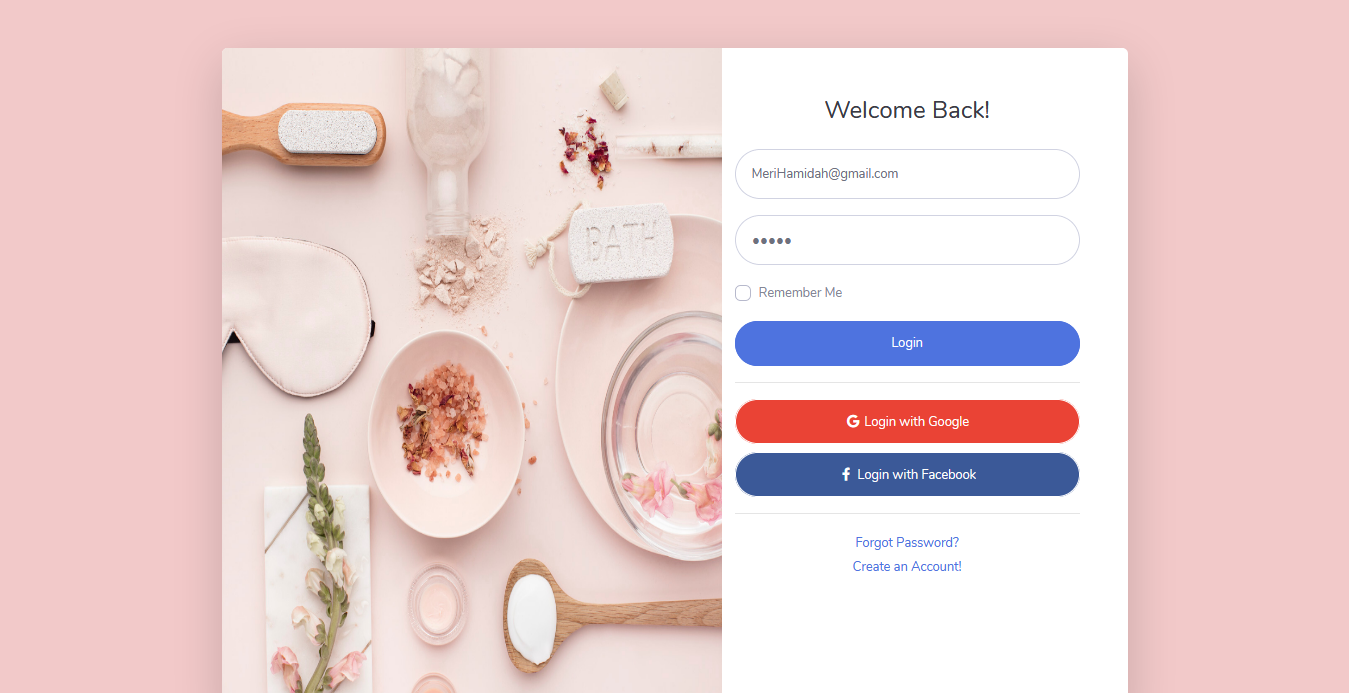 BATH
Welcome Back!
MeriHamidah@gmail.com
•••••
Remember Me
Login
G Login with Google
f Login with Facebook
Forgot Password?
Create an Account!